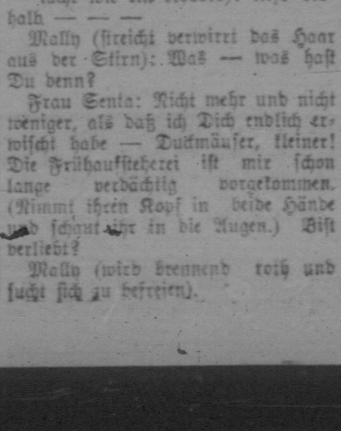 halb — — —
Mally (streicht verwirrt das Haar
aus der Stirn): Was — was hast
Du denn?
Frau Senta: Nicht mehr und nicht
weniger, als daß ich Dich endlich er-
wischt habe — Duckmäuser, kleiner!
Die Frühaufsteherei ist mir schon
lange verdächtig vorgekommen.
(Nimmt ihren Kopf in beide Hände
und schaut ihr in die Augen.) Bist
verliebt?
Mally (wird brennend roth und
sucht sich zu befreien).